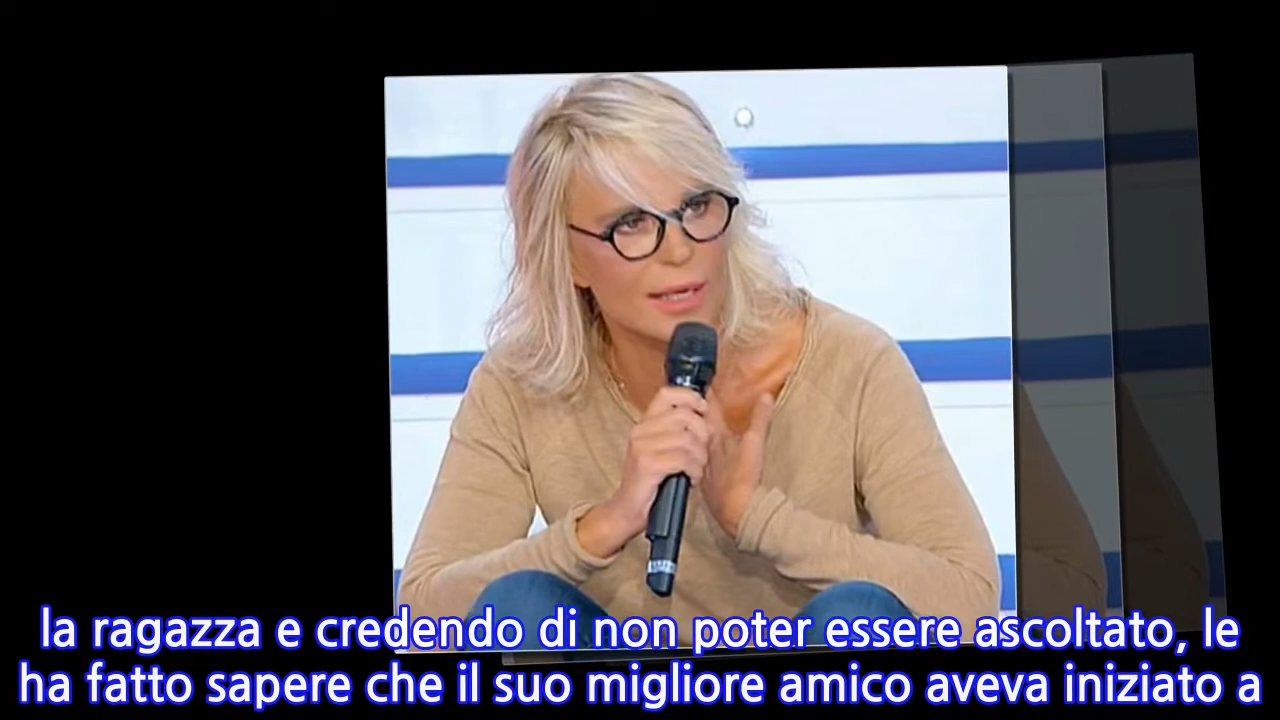 la ragazza e credendo di non poter essere ascoltato, le
ha fatto sapere che il suo migliore amico aveva iniziato a